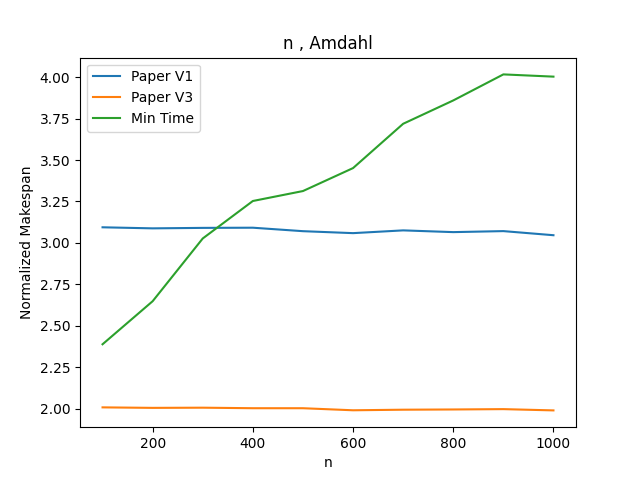 n , Amdahl
Paper V1
Paper V3
Min Time
Normalized Makespan
4.00
3.75
3.50
3.25
3.00
2.75
2.50
2.25
2.00
200
400
600
800
1000
n